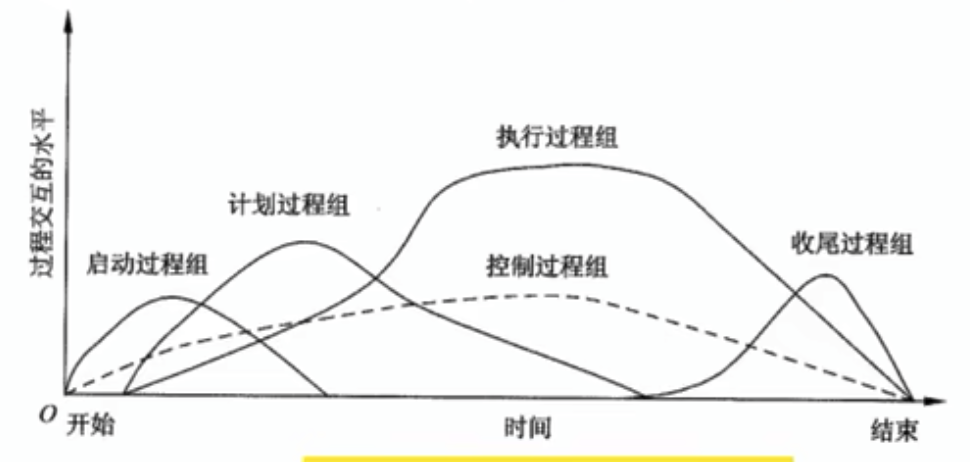 过程交互的水平
执行过程组
计划过程组
启动过程组
控制过程组
收尾过程组
O
开始
时间
结束